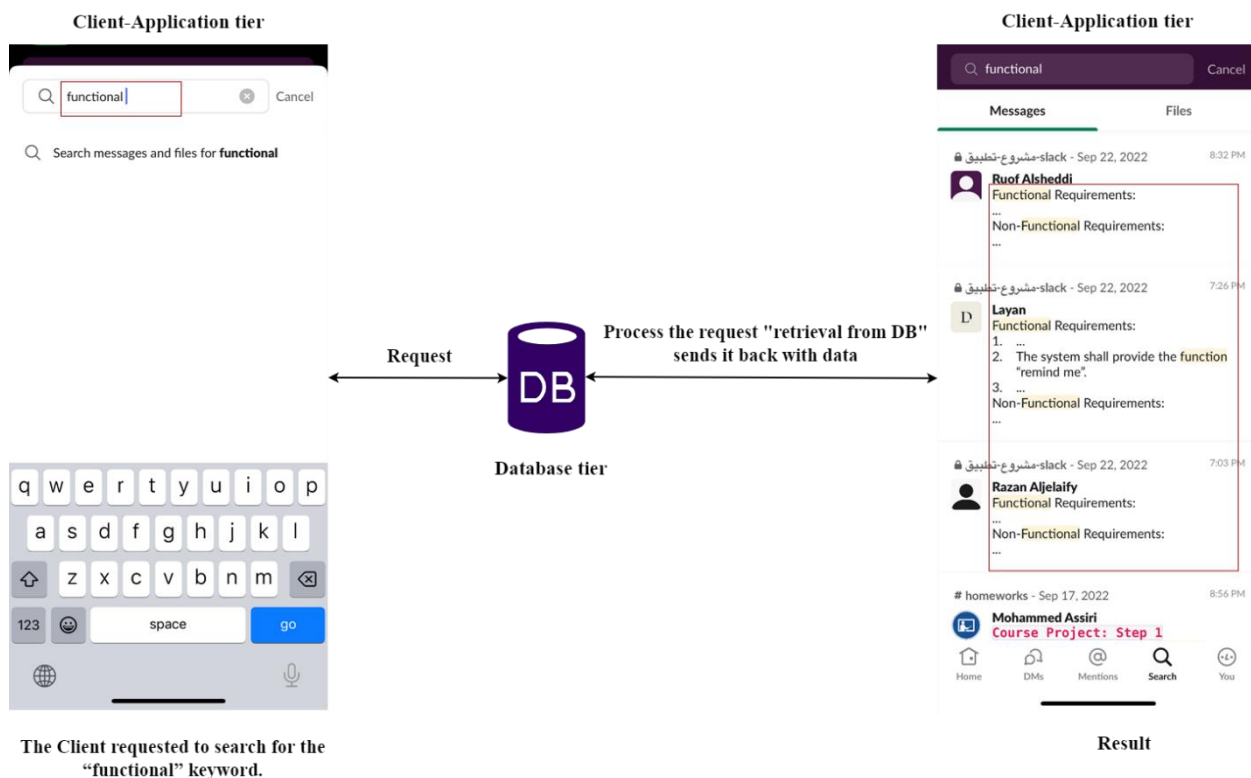 Client-Application tier
functional
Cancel
Search messages and files for functional
q w e r t y u i o p
a s d f g h j k l
z x c v b n m
123
space
go
The Client requested to search for the
“functional” keyword.
Request
DB
Database tier
Process the request "retrieval from DB"
sends it back with data
Client-Application tier
functional
Cancel
Messages
Files
مشروع-تطبيق-slack - Sep 22, 2022
8:32 PM
Ruof Alsheddi
Functional Requirements:
...
Non-Functional Requirements:
...
مشروع-تطبيق-slack - Sep 22, 2022
7:26 PM
D
Layan
Functional Requirements:
1. ...
2. The system shall provide the function
“remind me”.
3. ...
Non-Functional Requirements:
...
مشروع-تطبيق-slack - Sep 22, 2022
7:03 PM
Razan Aljelaify
Functional Requirements:
...
Non-Functional Requirements:
...
# homeworks - Sep 17, 2022
8:56 PM
Mohammed Assiri
Course Project: Step 1
Home
DMs
Mentions
Search
You
Result